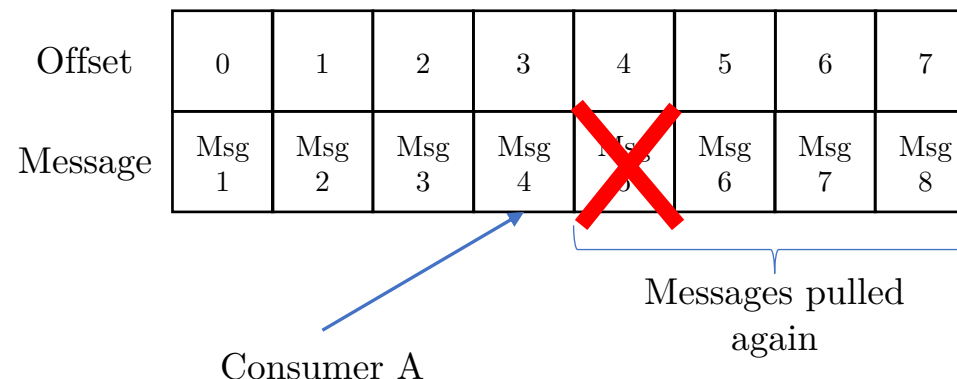 Offset 0 1 2 3 4 5 6 7
Message Msg Msg Msg Msg Msg Msg Msg
1 2 3 4 6 7 8
Messages pulled
again
Consumer A